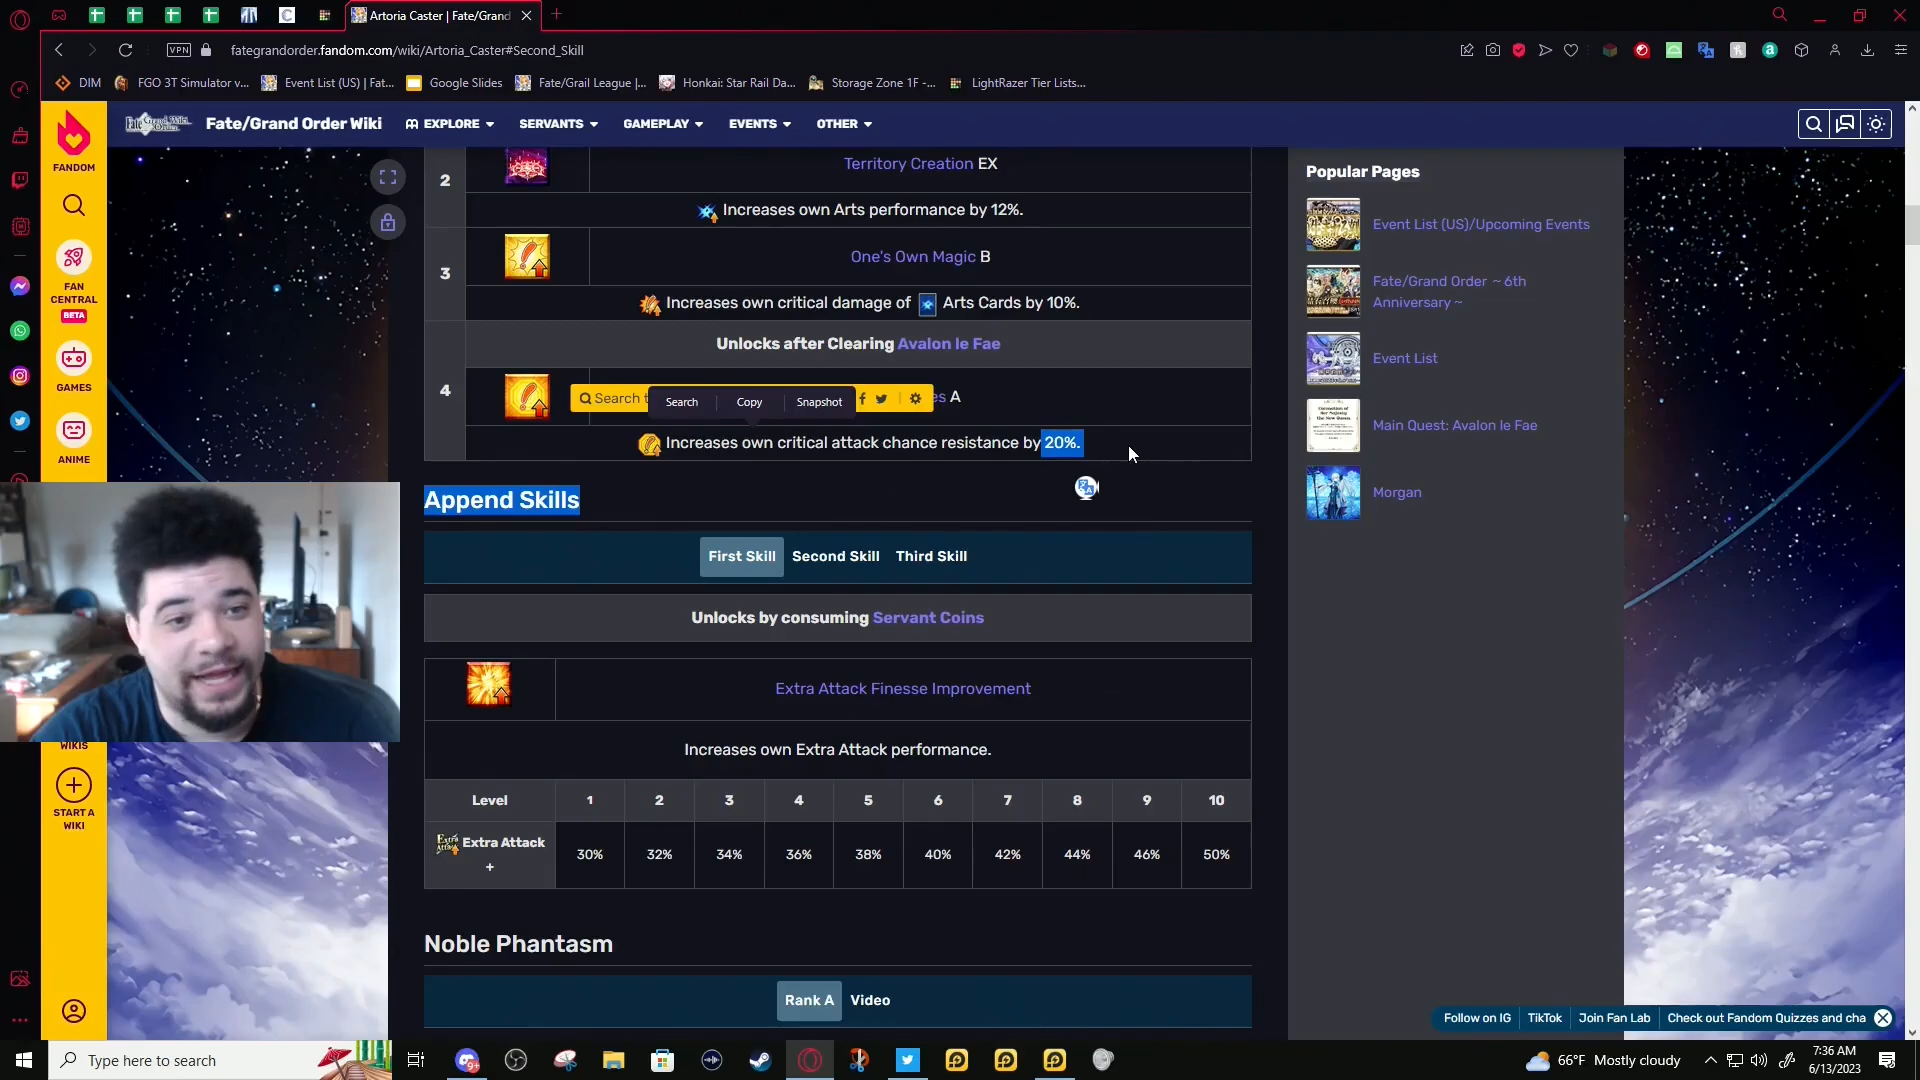 Artoria Caster | Fate/Grand
fategrandorder.fandom.com/wiki/Artoria_Caster#Second_Skill
VPN
DIM
FGO 3T Simulator v...
Event List (US) | Fat...
Google Slides
Fate/Grail League |...
Honkai: Star Rail Da...
Storage Zone 1F -...
LightRazer Tier Lists...
Fate/Grand Order Wiki
EXPLORE
SERVANTS
GAMEPLAY
EVENTS
OTHER
FANDOM
FAN
CENTRAL
BETA
GAMES
ANIME
WIKIS
START A
WIKI
2
Territory Creation EX
Increases own Arts performance by 12%.
3
One's Own Magic B
Increases own critical damage of Arts Cards by 10%.
Unlocks after Clearing Avalon le Fae
4
Search t
Search
Copy
Snapshot
es A
Increases own critical attack chance resistance by 20%.
Append Skills
First Skill Second Skill Third Skill
Unlocks by consuming Servant Coins
Extra Attack Finesse Improvement
Increases own Extra Attack performance.
Level 1 2 3 4 5 6 7 8 9 10
Extra Attack
+
30% 32% 34% 36% 38% 40% 42% 44% 46% 50%
Noble Phantasm
Rank A Video
Popular Pages
Event List (US)/Upcoming Events
Fate/Grand Order ~6th
Anniversary~
Event List
Main Quest: Avalon le Fae
Morgan
Follow on IG
TikTok
Join Fan Lab
Check out Fandom Quizzes and cha
Type here to search
66°F Mostly cloudy
7:36 AM
6/13/2023